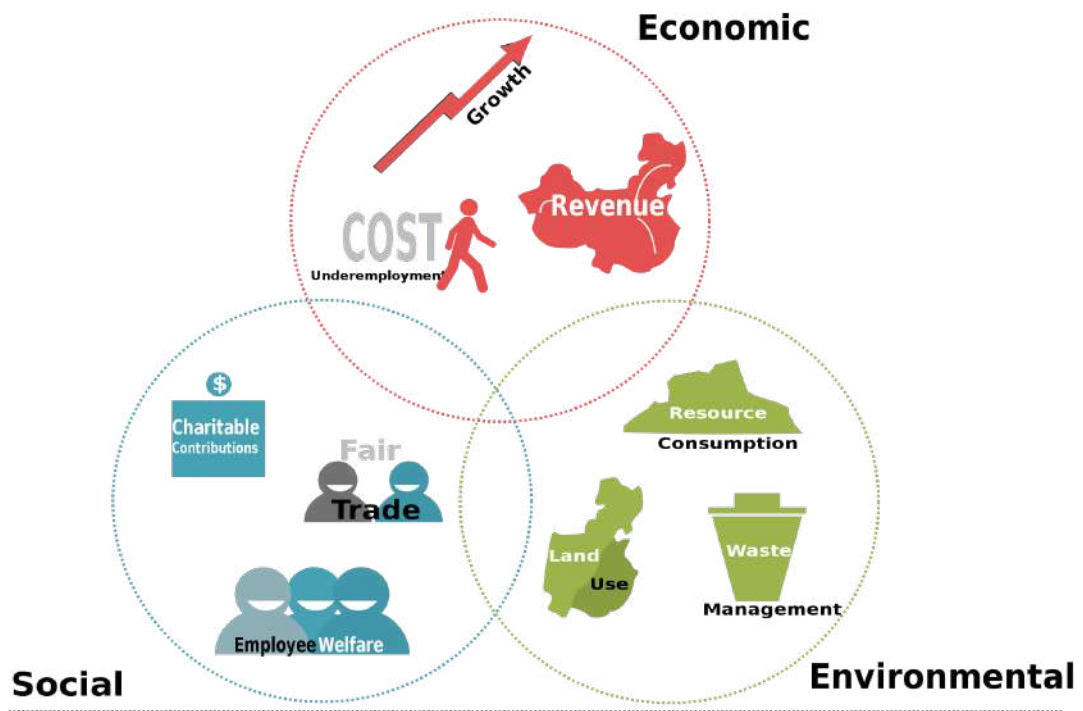 Economic
Growth
Revenue
COST
Underemployment
$
Charitable
Contributions
Fair
Trade
Employee Welfare
Social
Resource
Consumption
Land
Use
Waste
Management
Environmental